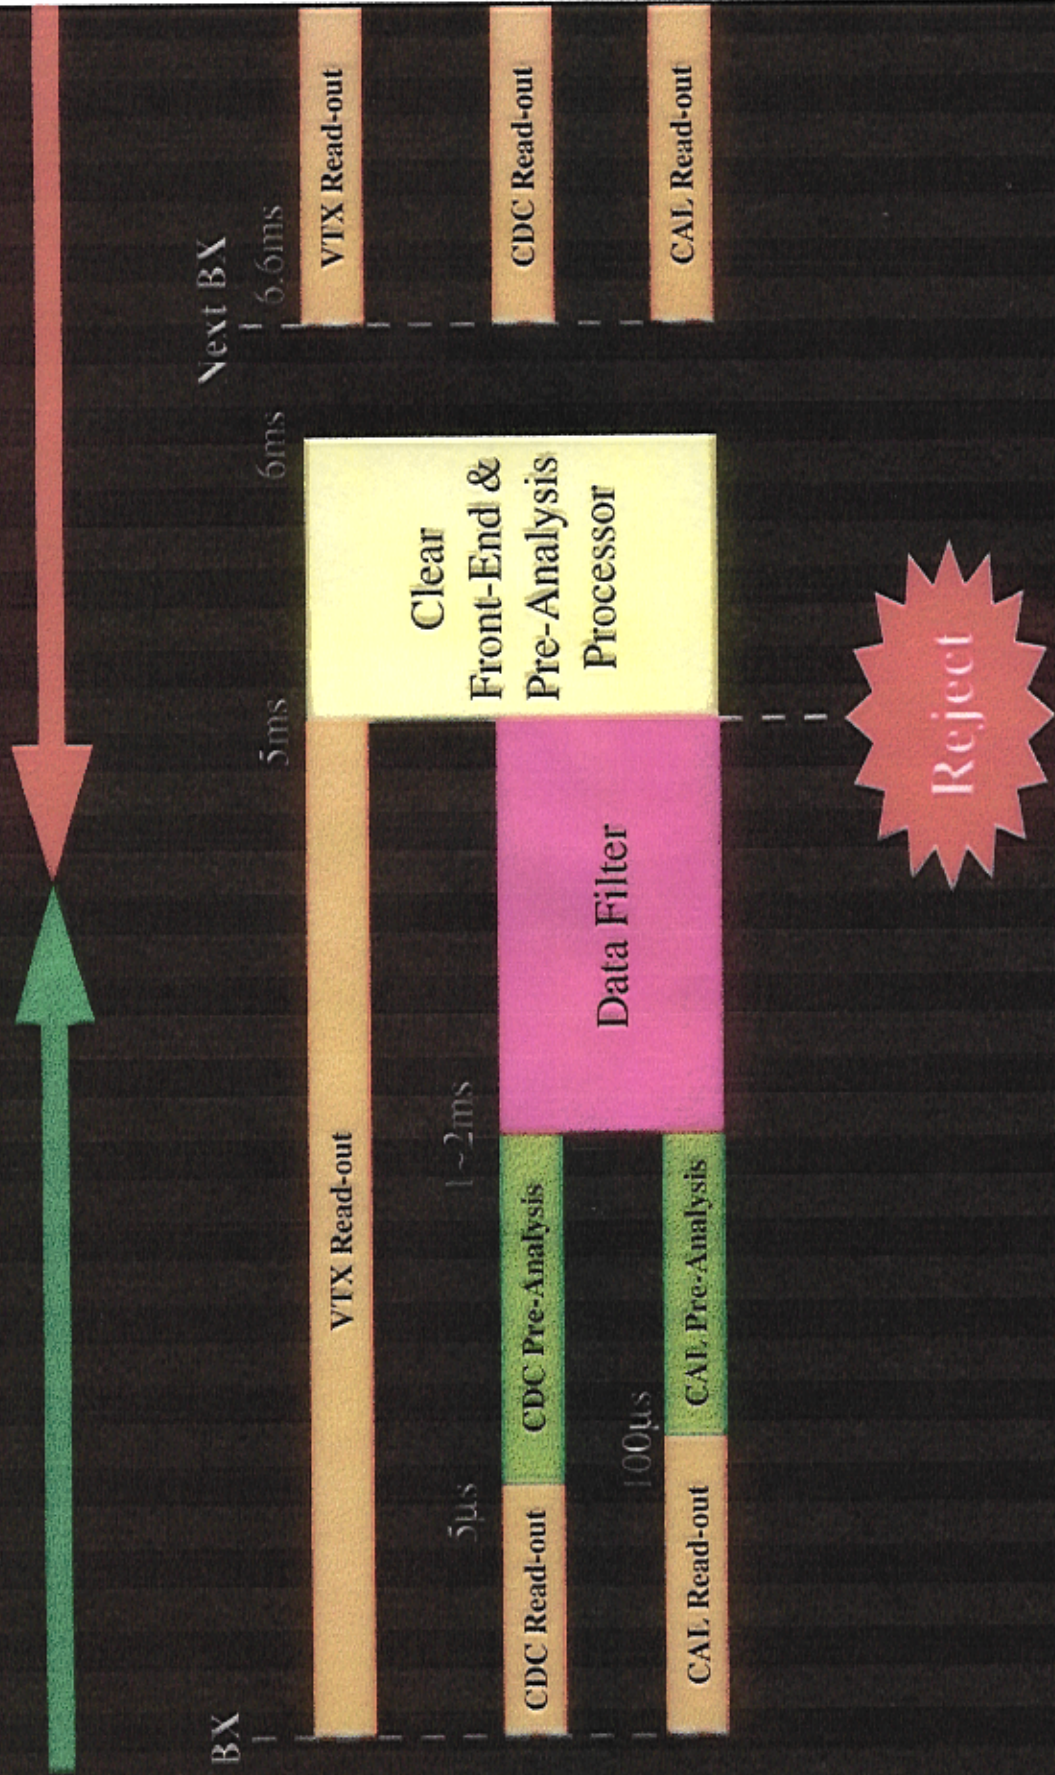 BX
Next BX
5ms
6ms
6.6ms
VTX Read-out
VTX Read-out
5µs
1~2ms
CDC Read-out
CDC Pre-Analysis
Data Filter
Clear
Front-End &
Pre-Analysis
Processor
CDC Read-out
100µs
CAL Read-out
CAL Pre-Analysis
CAL Read-out
Reject